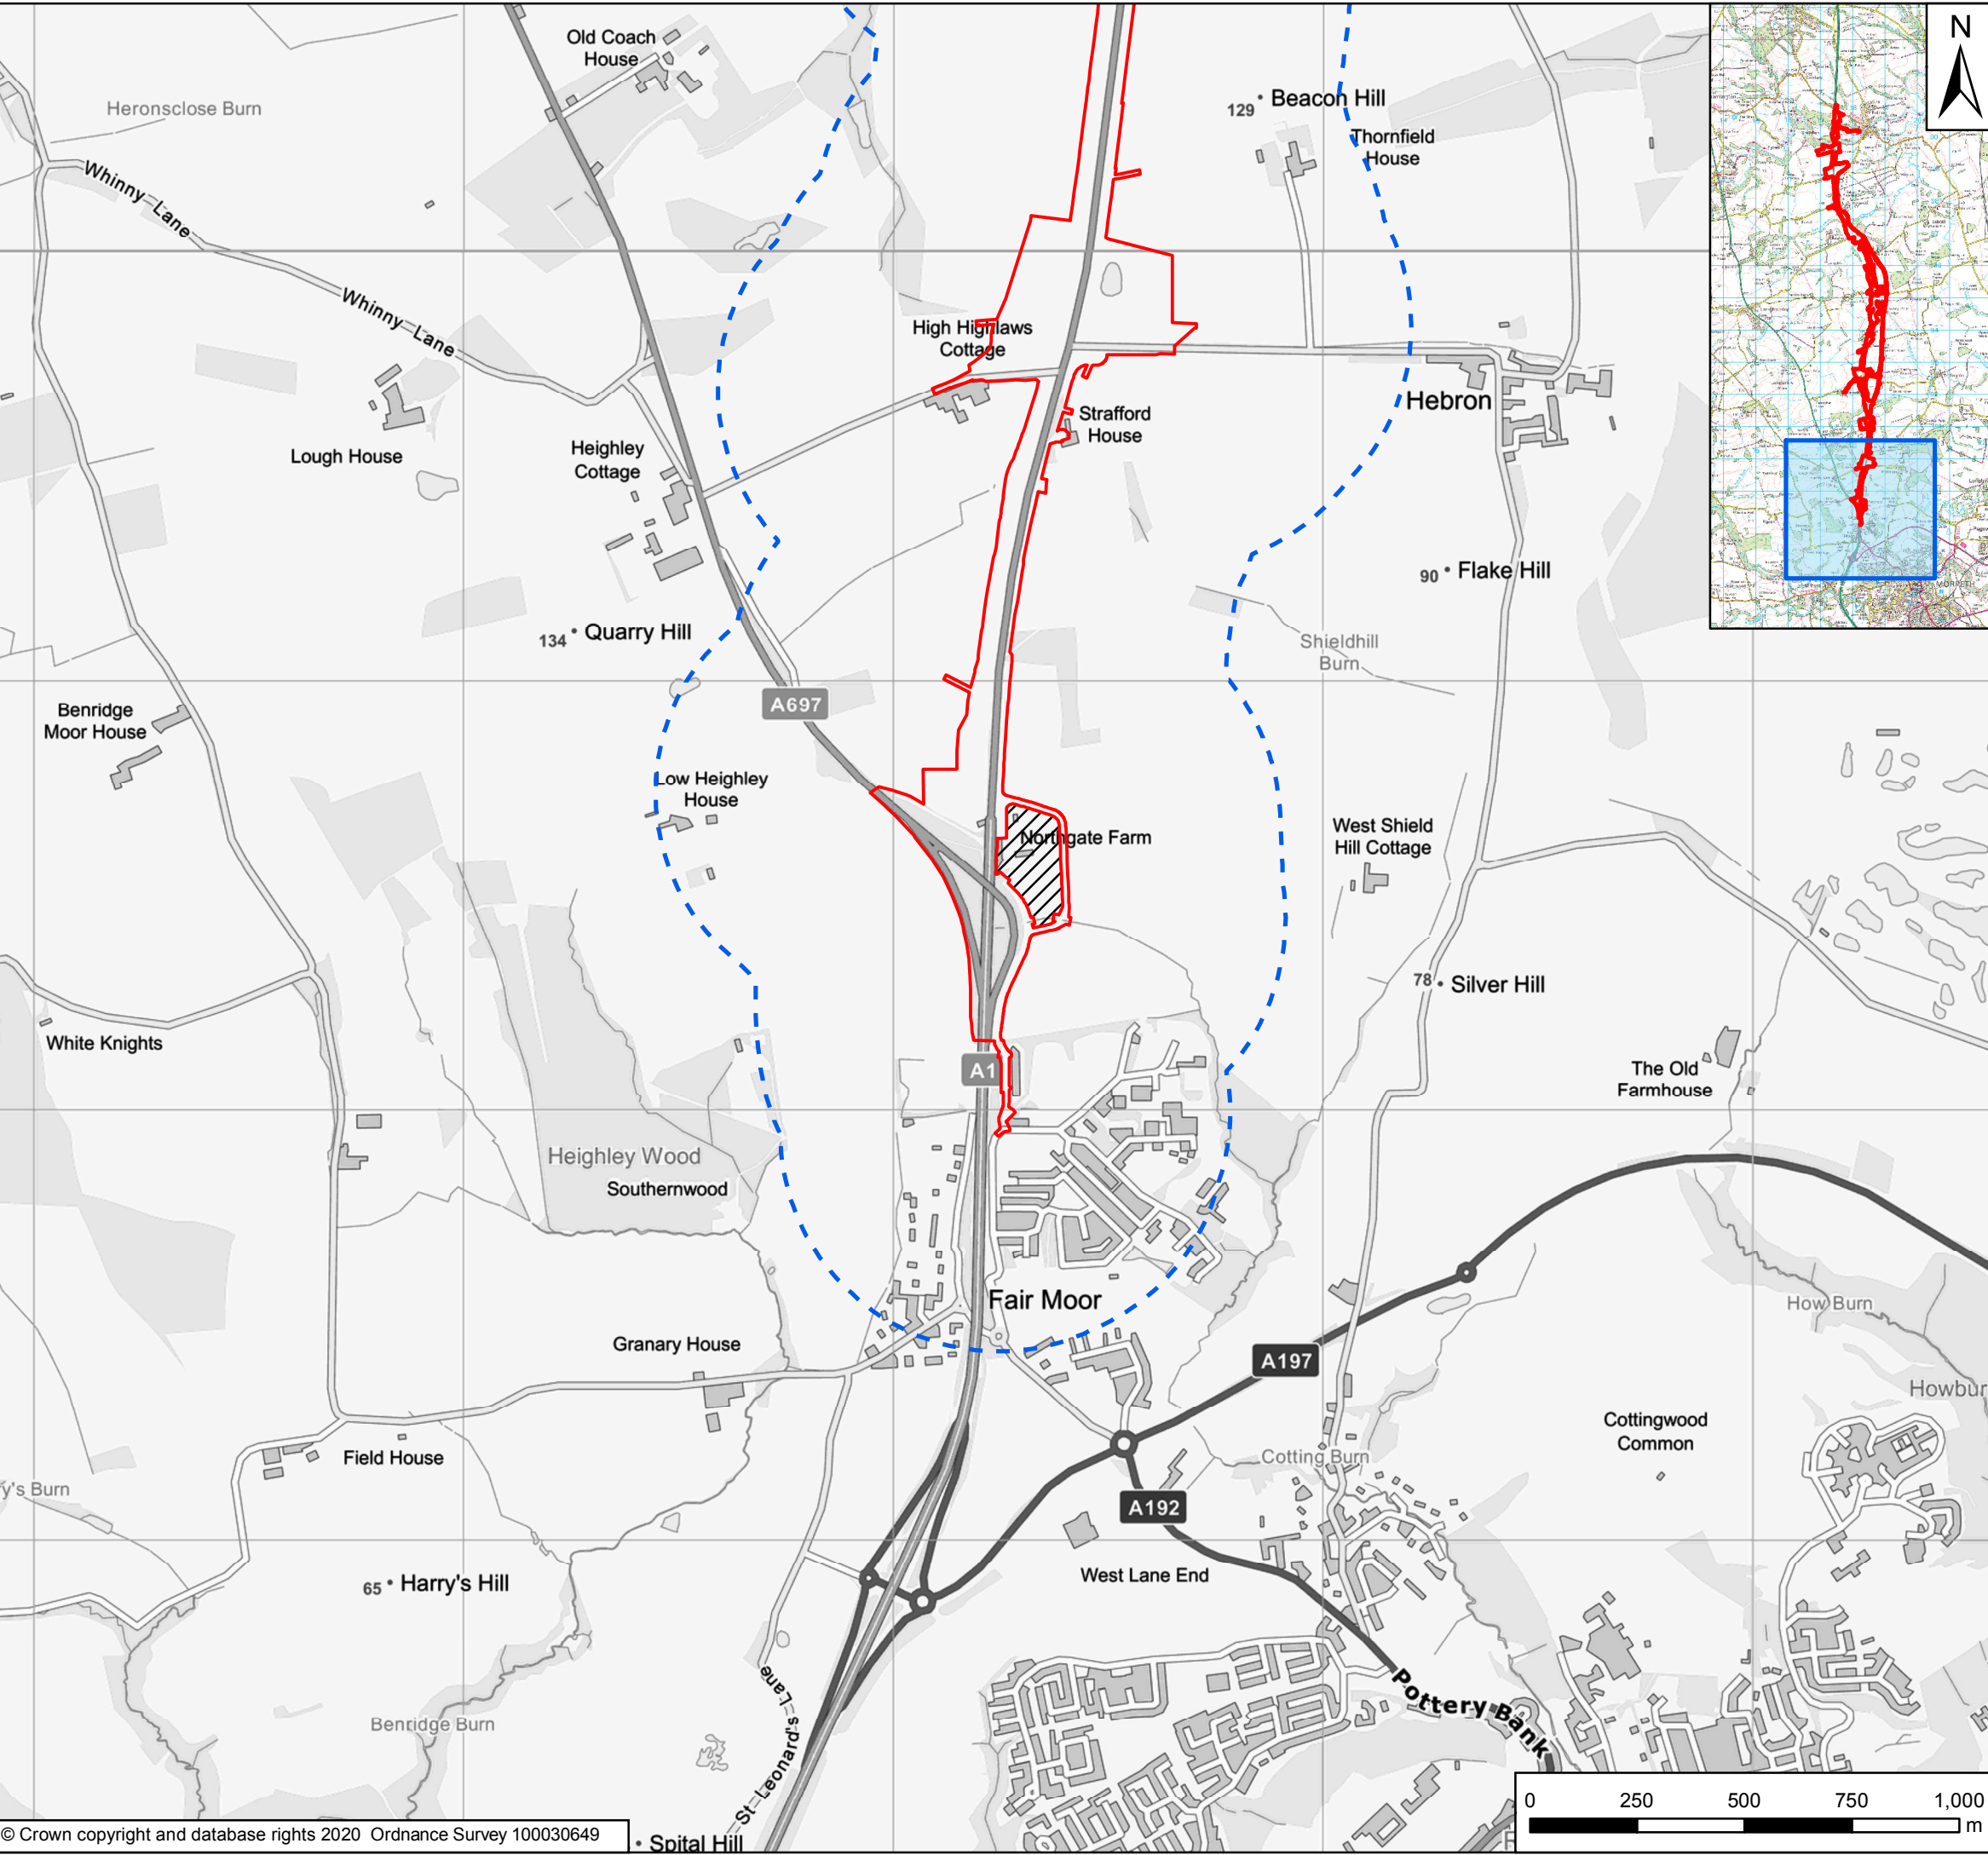 Old Coach
House
N
Heronsclose Burn
129
Beacon Hill
Thornfield
House
Whinny Lane
Whinny Lane
High Highlaws
Cottage
Hebron
Strafford
House
Lough House
Heighley
Cottage
90
Flake Hill
134
Quarry Hill
Shieldhill
Burn
MORPETH
A697
Benridge
Moor House
Low Heighley
House
Northgate Farm
West Shield
Hill Cottage
78
Silver Hill
White Knights
A1
The Old
Farmhouse
Heighley Wood
Southernwood
Fair Moor
How Burn
Granary House
A197
Howbur
Cottingwood
Common
Field House
Cotting Burn
y's Burn
A192
65
Harry's Hill
West Lane End
St Leonard's Lane
Pottery Bank
Benridge Burn
0 250 500 750 1,000
m
© Crown copyright and database rights 2020 Ordnance Survey 100030649
Spital Hill